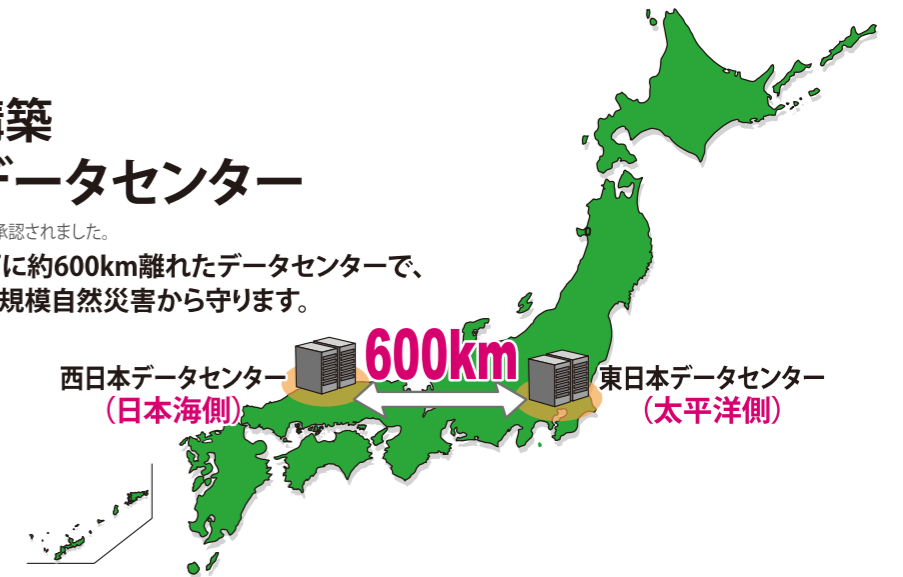 構築
データセンター
承認されました。
に約600km離れたデータセンターで、
規模自然災害から守ります。
600km
西日本データセンター
(日本海側)
東日本データセンター
(太平洋側)